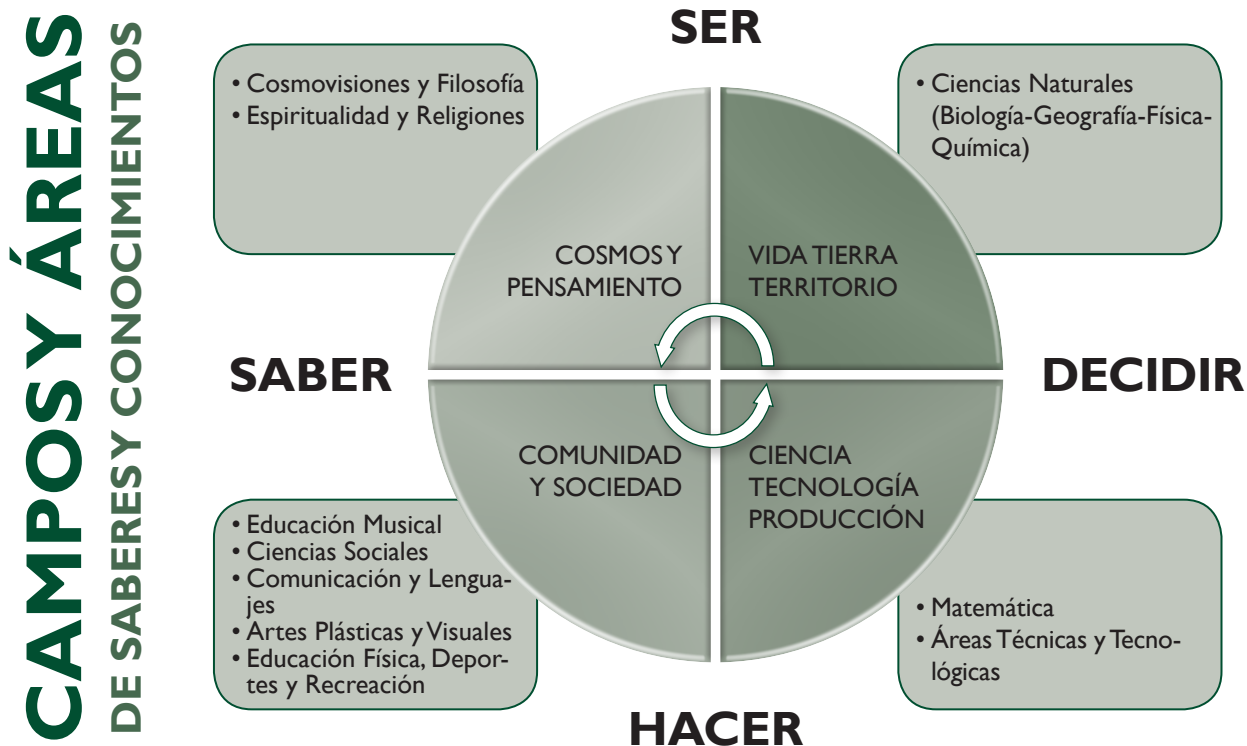 CAMPOS Y ÁREAS
DE SABERES Y CONOCIMIENTOS
SER
• Cosmovisiones y Filosofía
• Espiritualidad y Religiones
• Ciencias Naturales
(Biología-Geografía-Física-
Química)
COSMOS Y
PENSAMIENTO
VIDA TIERRA
TERRITORIO
SABER
DECIDIR
COMUNIDAD
Y SOCIEDAD
CIENCIA
TECNOLOGÍA
PRODUCCIÓN
• Educación Musical
• Ciencias Sociales
• Comunicación y Lengua-
jes
• Artes Plásticas y Visuales
• Educación Física, Depor-
tes y Recreación
• Matemática
• Áreas Técnicas y Tecno-
lógicas
HACER